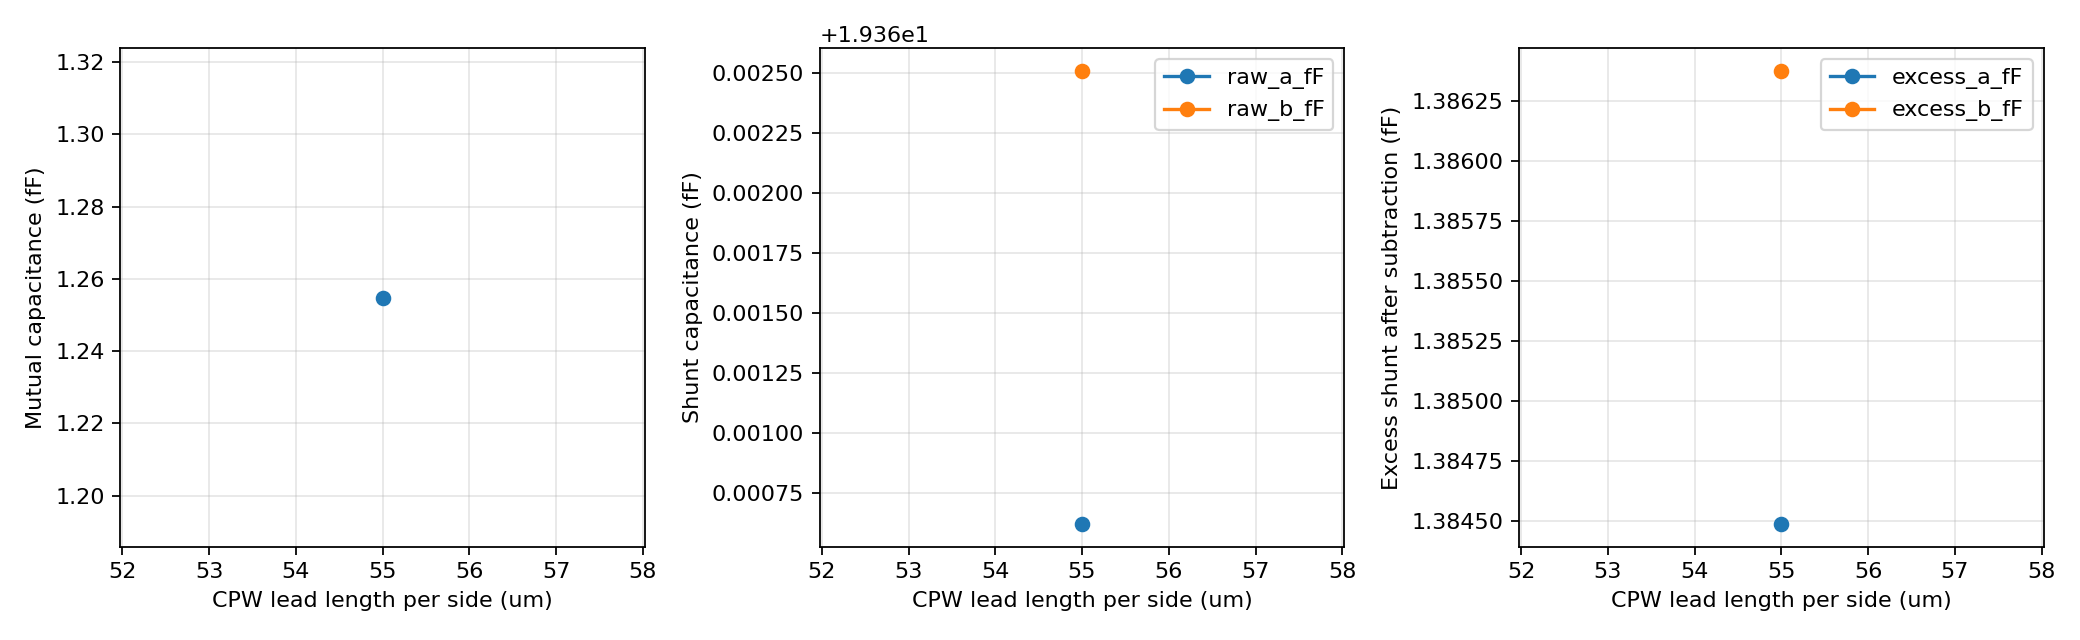 1.32
1.30
1.28
1.26
1.24
1.22
1.20
Mutual capacitance (fF)
52 53 54 55 56 57 58
CPW lead length per side (um)
+1.936e1
0.00250
0.00225
0.00200
0.00175
0.00150
0.00125
0.00100
0.00075
Shunt capacitance (fF)
raw_a_fF
raw_b_fF
52 53 54 55 56 57 58
CPW lead length per side (um)
1.38625
1.38600
1.38575
1.38550
1.38525
1.38500
1.38475
1.38450
Excess shunt after subtraction (fF)
excess_a_fF
excess_b_fF
52 53 54 55 56 57 58
CPW lead length per side (um)